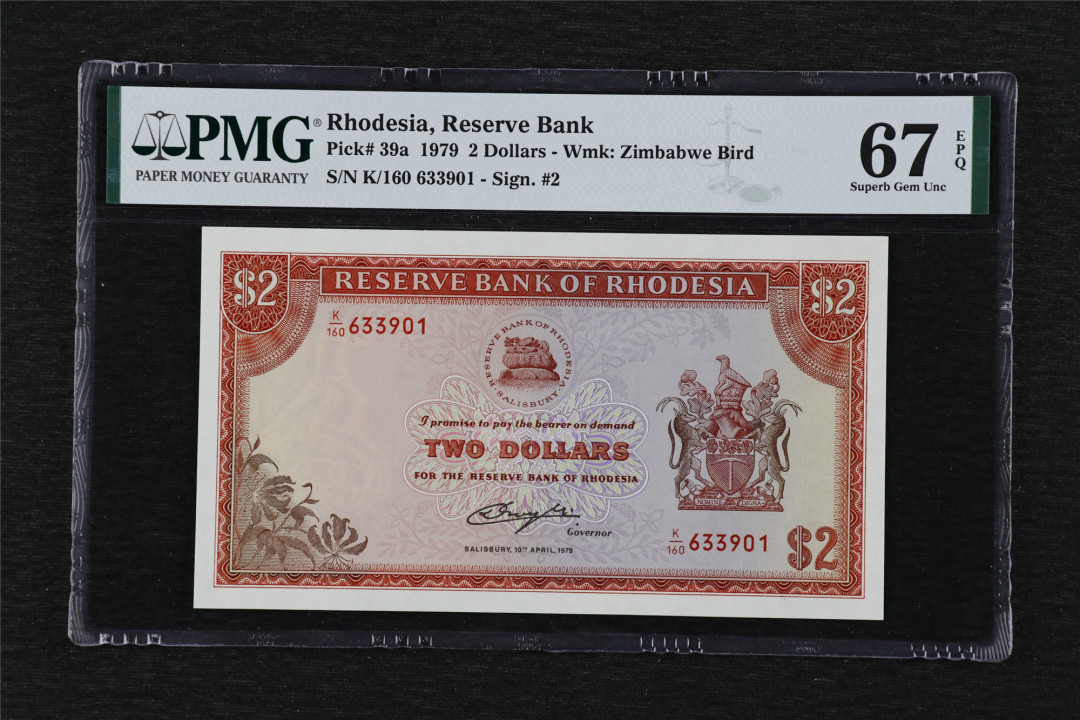 PMG®
PAPER MONEY GUARANTY
Rhodesia, Reserve Bank
Pick# 39a 1979 2 Dollars - Wmk: Zimbabwe Bird
S/N K/160 633901 - Sign. #2
67 EPQ
Superb Gem Unc
$2
RESERVE BANK OF RHODESIA
$2
K/160 633901
RESERVE BANK OF RHODESIA
· SALISBURY ·
I promise to pay the bearer on demand
TWO DOLLARS
FOR THE RESERVE BANK OF RHODESIA
Governor
SALISBURY, 10TH APRIL, 1979
K/160 633901
$2